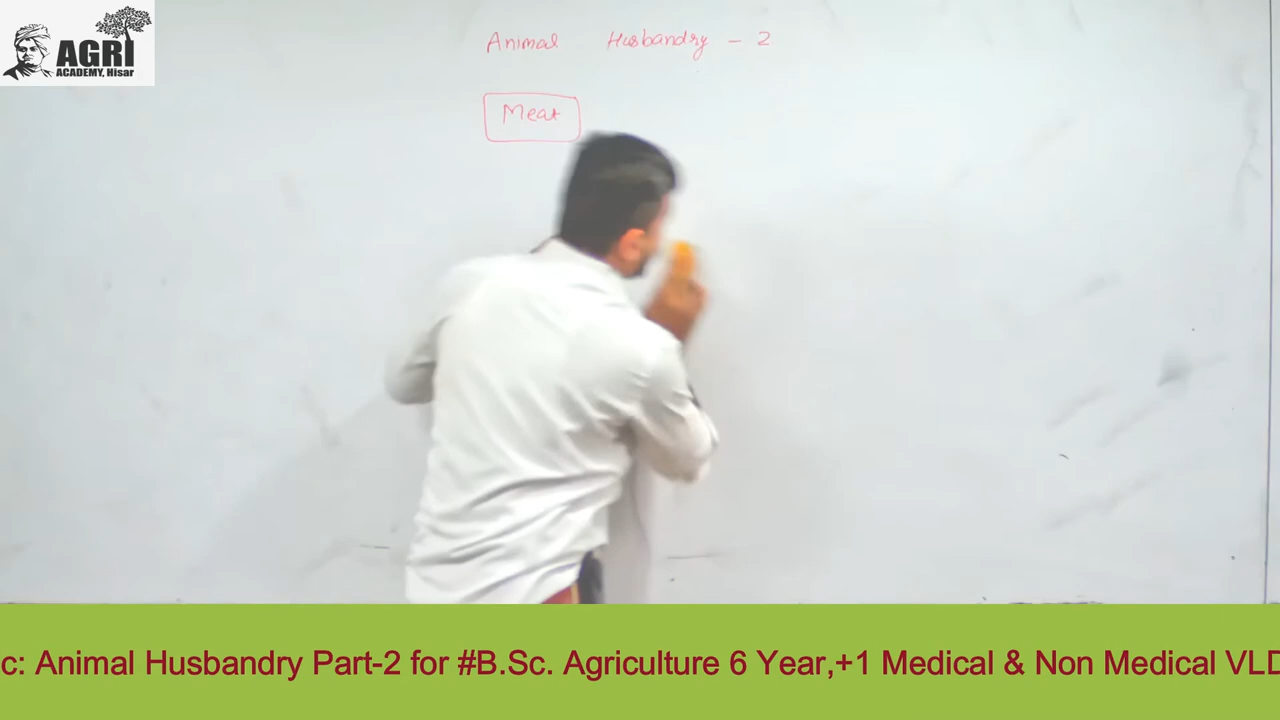 AGRI
ACADEMY, Hisar
Animal Husbandry - 2
Meat
c: Animal Husbandry Part-2 for #B.Sc. Agriculture 6 Year,+1 Medical & Non Medical VLD